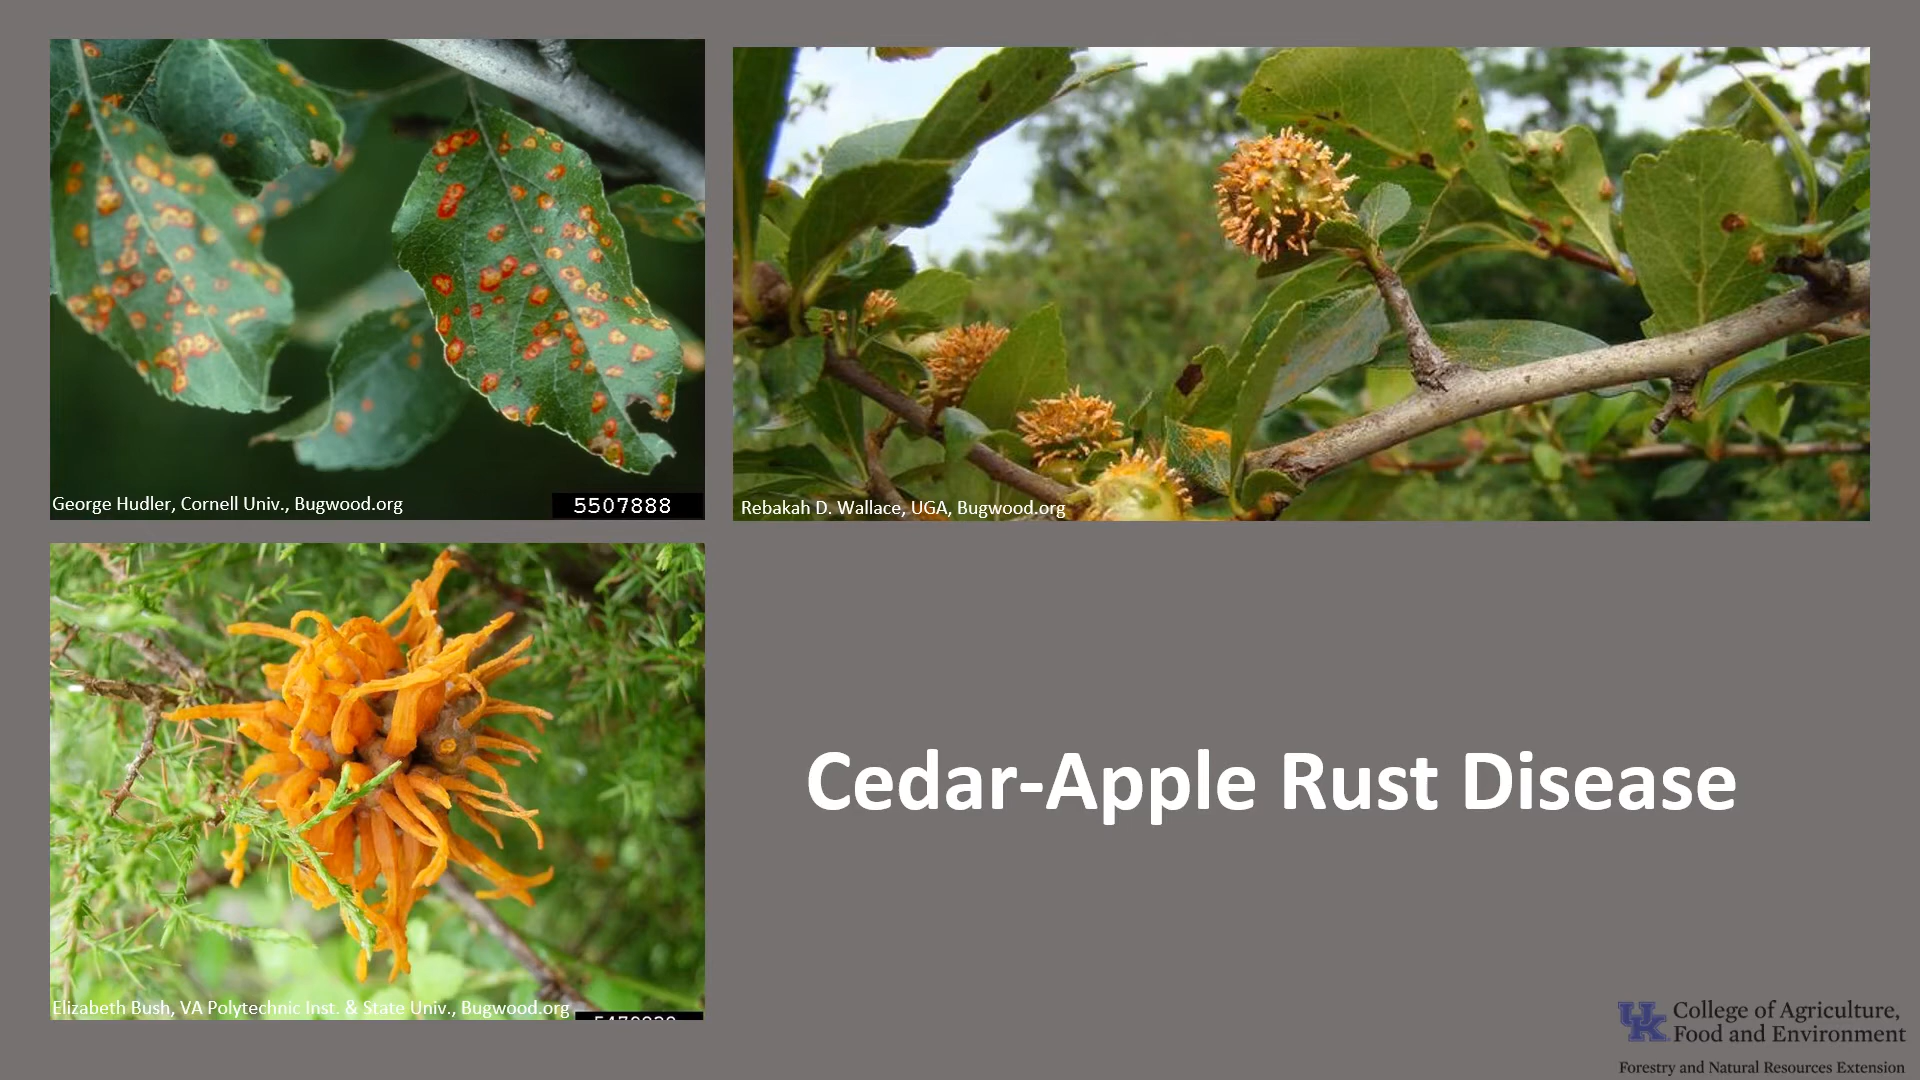 George Hudler, Cornell Univ., Bugwood.org
5507888
Rebakah D. Wallace, UGA, Bugwood.org
Elizabeth Bush, VA Polytechnic Inst. & State Univ., Bugwood.org
Cedar-Apple Rust Disease
UK
College of Agriculture,
Food and Environment
Forestry and Natural Resources Extension